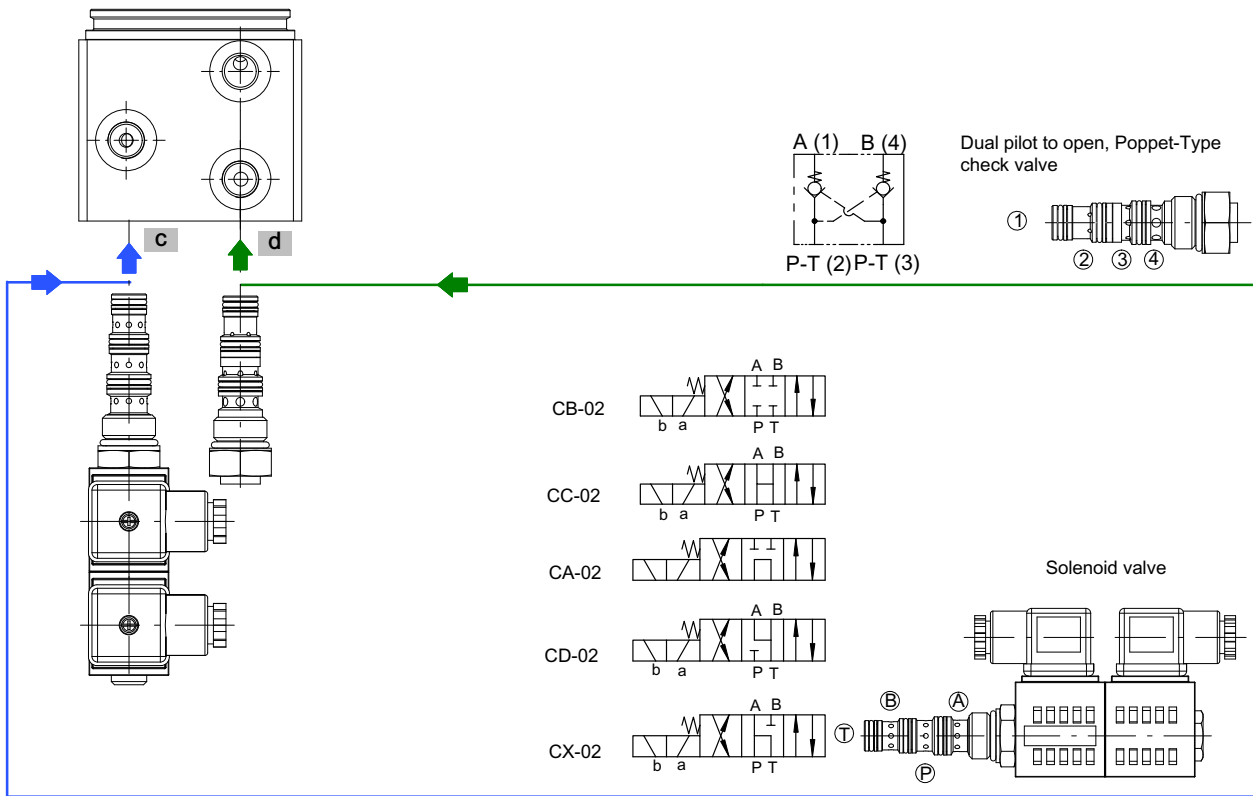 A (1) B (4)
P-T (2) P-T (3)
Dual pilot to open, Poppet-Type
check valve
①
② ③ ④
c d
CB-02
A B
b a P T
CC-02
A B
b a P T
CA-02
CD-02
A B
b a P T
CX-02
A B
b a P T
Solenoid valve
Ⓑ Ⓐ
Ⓣ
Ⓟ